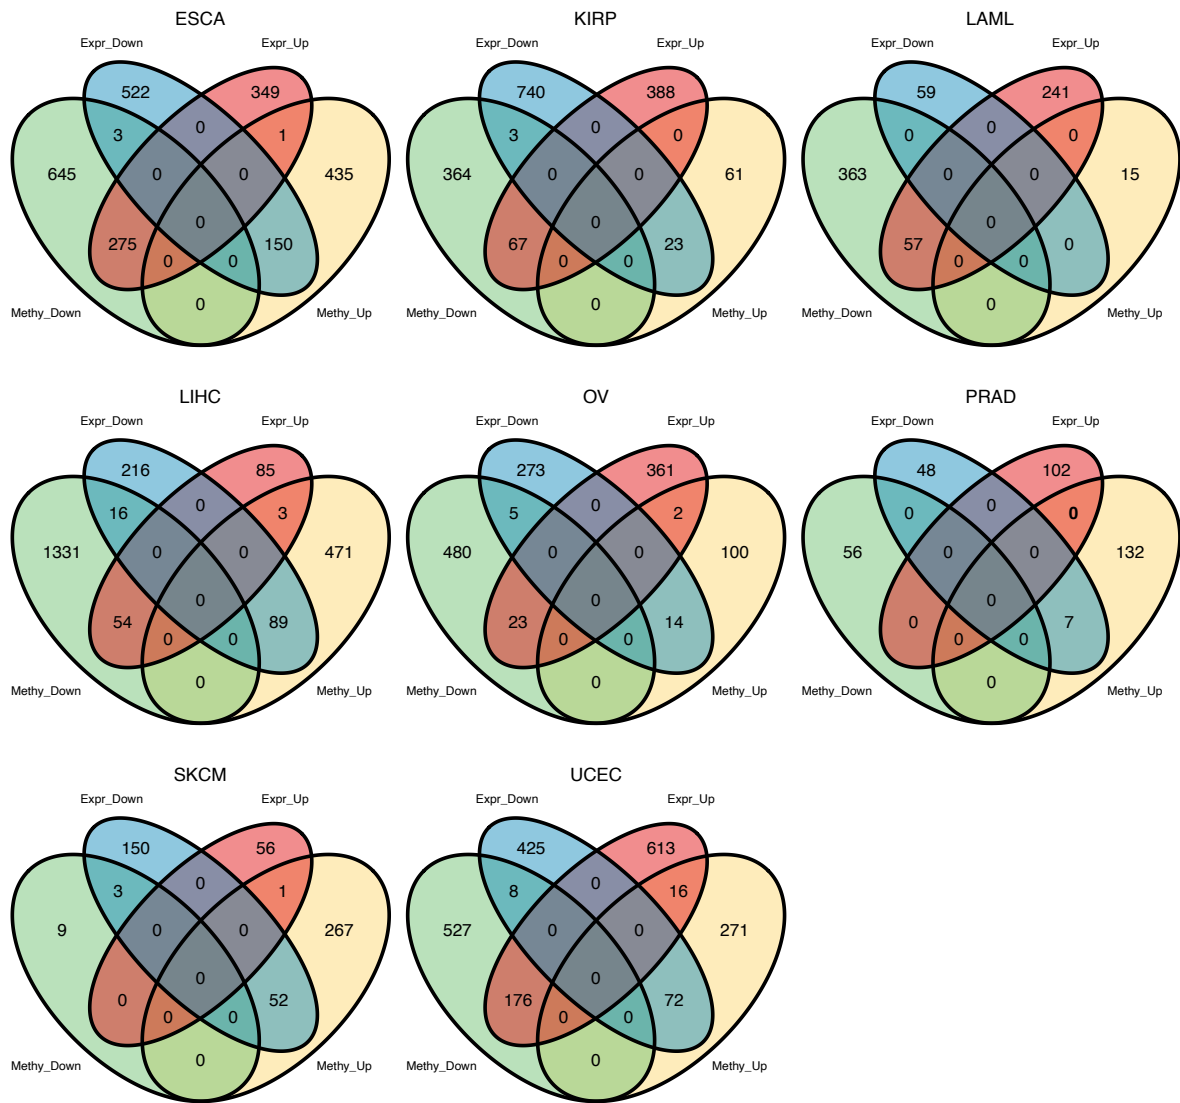 ESCA KIRP LAML
Expr_Down Expr_Up Expr_Down Expr_Up Expr_Down Expr_Up
522 349 740 388 59 241
3 0 1 3 0 0 0 0 0
645 0 0 435 364 0 0 61 363 0 0 15
0 0 0
275 150 67 23 57 0
0 0 0 0 0 0
0 0 0
Methy_Down Methy_Up Methy_Down Methy_Up Methy_Down Methy_Up
LIHC OV PRAD
Expr_Down Expr_Up Expr_Down Expr_Up Expr_Down Expr_Up
216 85 273 361 48 102
16 0 3 5 0 2 0 0 0
1331 0 0 471 480 0 0 100 56 0 0 132
0 0 0
54 89 23 14 0 7
0 0 0 0 0 0
0 0 0
Methy_Down Methy_Up Methy_Down Methy_Up Methy_Down Methy_Up
SKCM UCEC
Expr_Down Expr_Up Expr_Down Expr_Up
150 56 425 613
3 0 1 8 0 16
9 0 0 267 527 0 0 271
0 0
0 52 176 72
0 0 0 0
0 0
Methy_Down Methy_Up Methy_Down Methy_Up